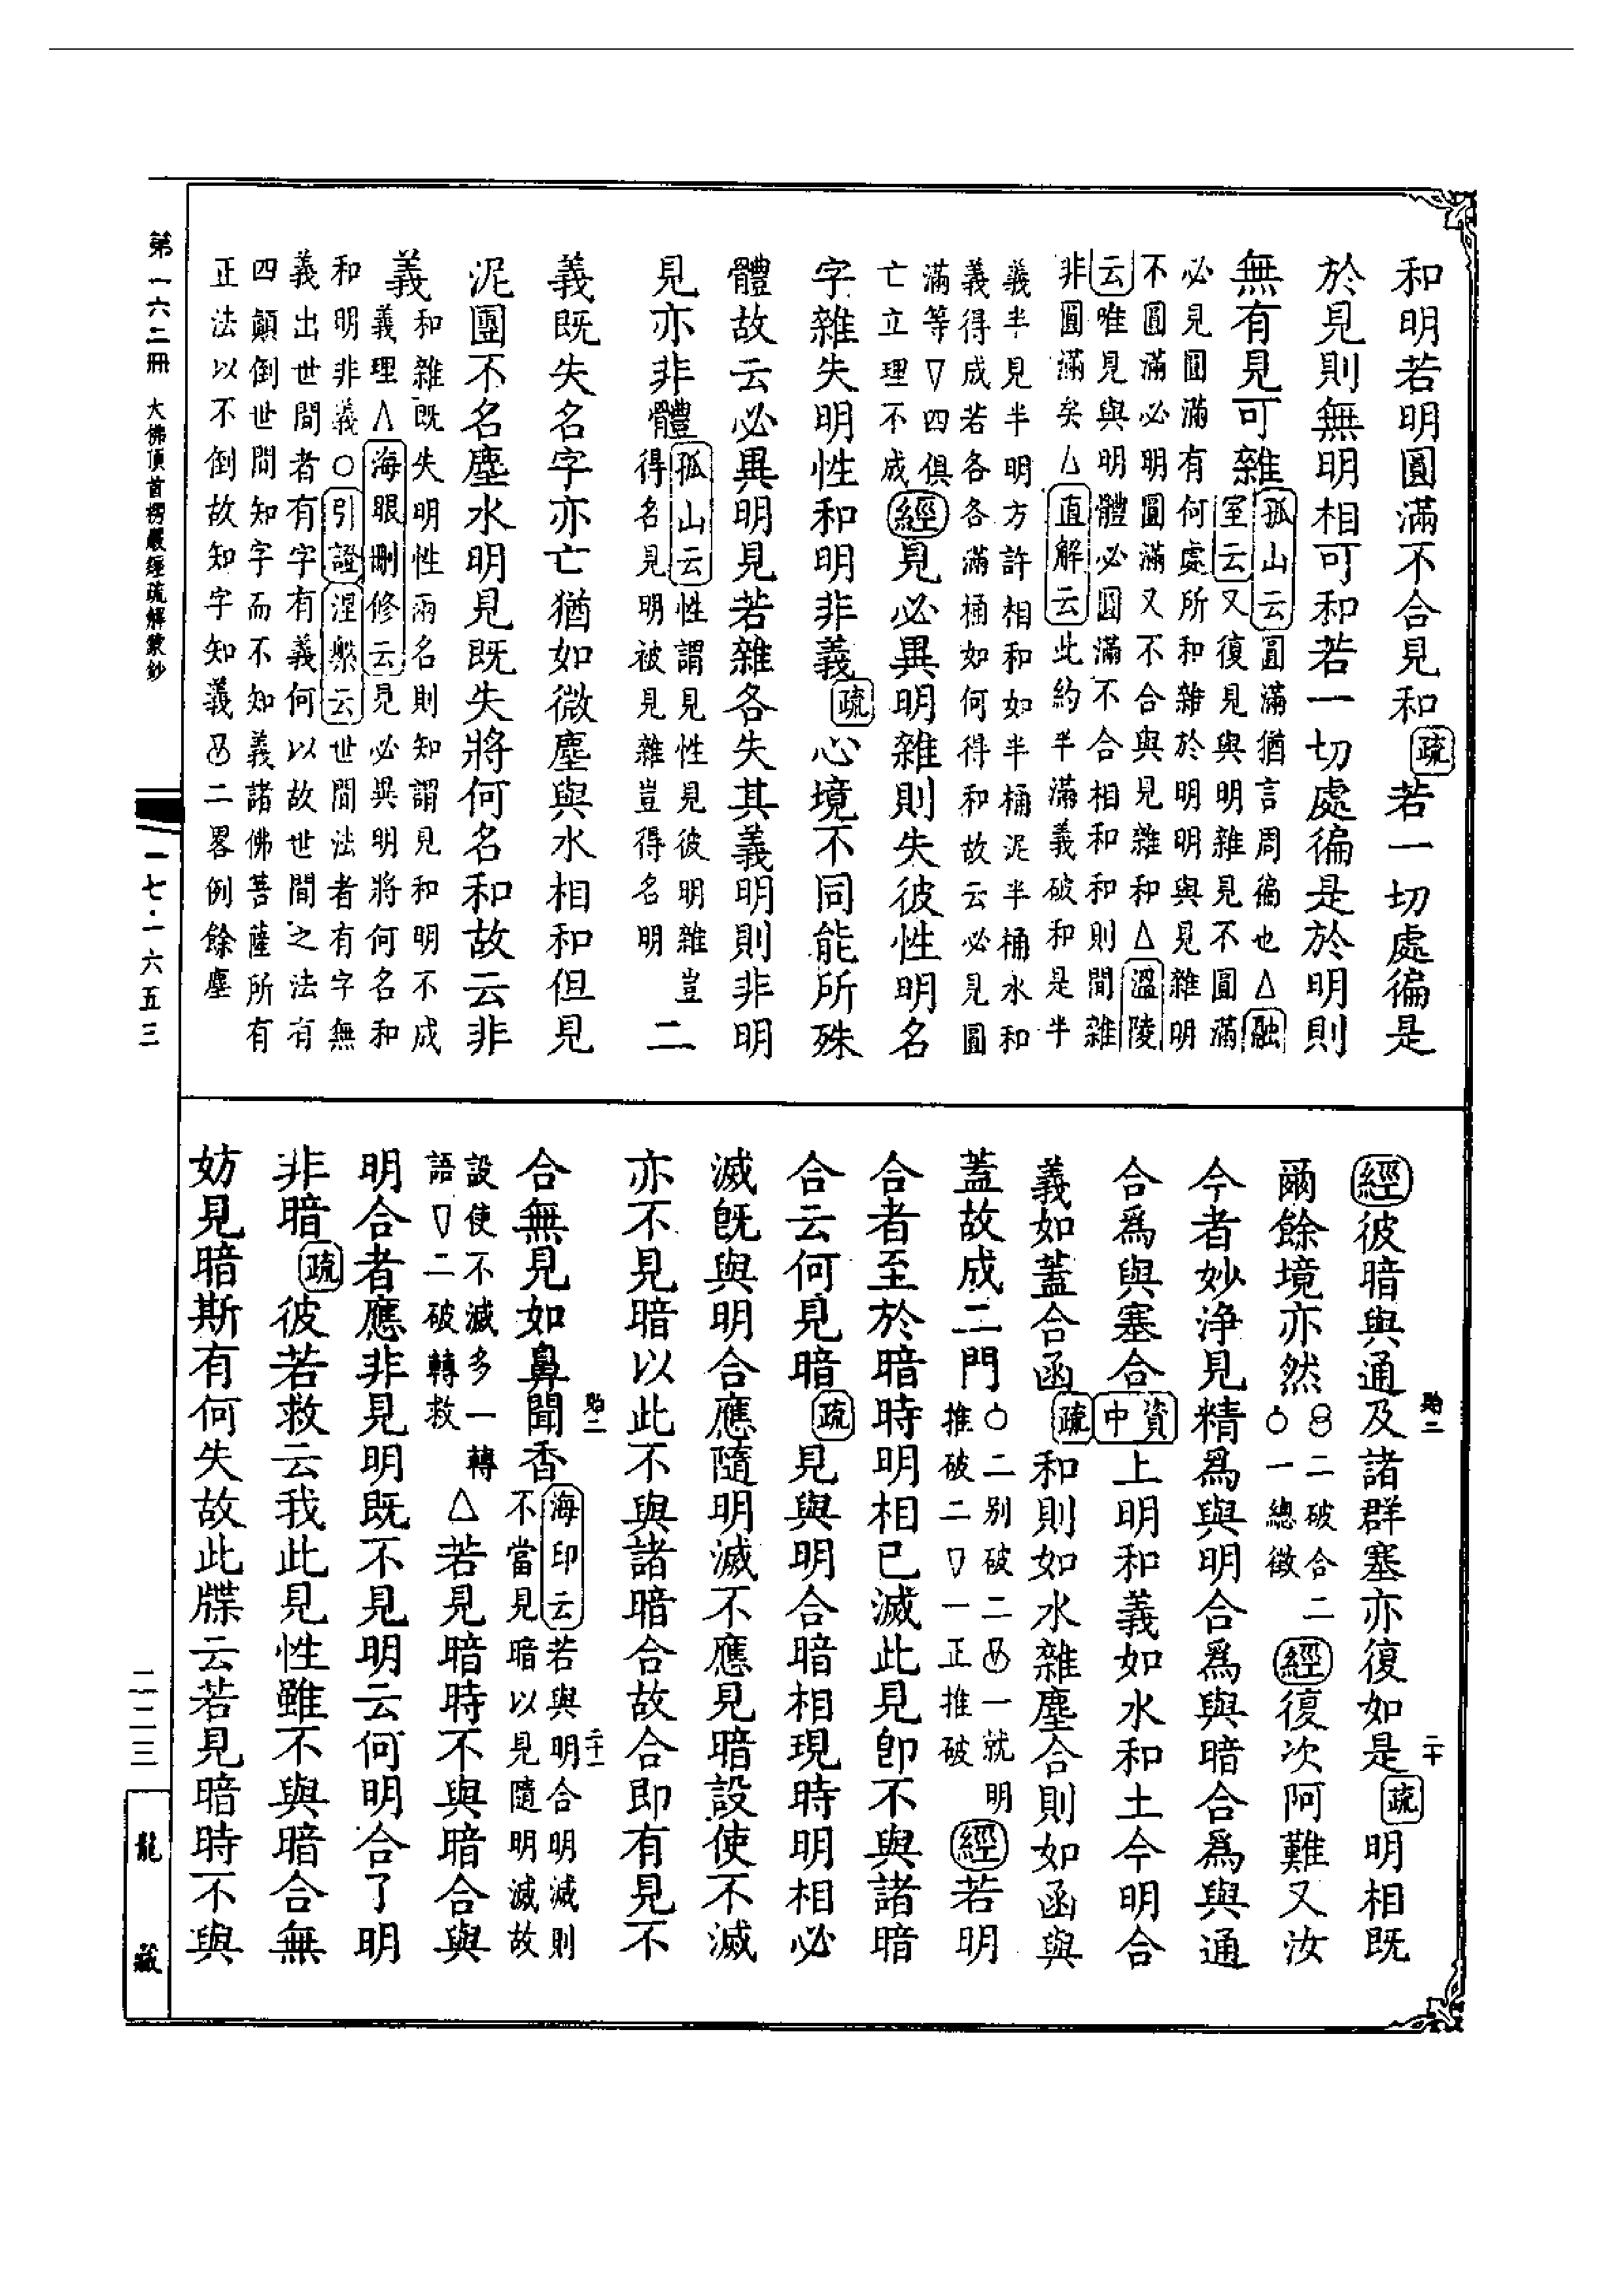 和明若明圓滿不合見和疏若一切處徧是
於見則無明相可和若一切處徧是於明則
無有見可雜孤山云圓滿猶言周徧也△融
室云又復見與明雜見不圓滿
必見圓滿有何處所和雜於明明與見雜明
不圓滿必明圓滿又不合與見雜和△溫陵
云唯見與明體必圓滿不合相和和則間雜
非圓滿矣△直解云此約半滿義破和是半
義半見半明方許相和如半桶泥半桶水和
義得成若各各滿桶如何得和故云必見圓
滿等▽四俱
亡立理不成經見必異明雜則失彼性明名
字雜失明性和明非義疏心境不同能所殊
體故云必異明見若雜各失其義明則非明
見亦非體孤山云性謂見性見彼明雜豈
得名見明被見雜豈得名明二
義既失名字亦亡猶如微塵與水相和但見
泥團不名塵水明見既失將何名和故云非
義和雜既失明性兩名則知謂見和明不成
義理△海眼刪修云見必異明將何名和
和明非義○引證涅槃云世間法者有字無
義出世間者有字有義何以故世間之法有
四顛倒世間知字而不知義諸佛菩薩所有
正法以不倒故知字知義二畧例餘塵
經彼暗與通及諸群塞亦復如是疏明相既
爾餘境亦然二破合二
○一總徵經復次阿難又汝
今者妙淨見精爲與明合爲與暗合爲與通
合爲與塞合資中上明和義如水和土今明合
義如蓋合函疏和則如水雜塵合則如函與
蓋故成二門○二别破二一就明
推破二▽一正推破經若明
合者至於暗時明相已滅此見即不與諸暗
合云何見暗疏見與明合暗相現時明相必
滅既與明合應隨明滅不應見暗設使不滅
亦不見暗以此不與諸暗合故合即有見不
合無見如鼻聞香海印云若與明合明滅則
不當見暗以見隨明滅故
設使不滅多一轉
語▽二破轉救△若見暗時不與暗合與
明合者應非見明既不見明云何明合了明
非暗疏彼若救云我此見性雖不與暗合無
妨見暗斯有何失故此牒云若見暗時不與
二十
二十一
第一六二冊 大佛頂首楞嚴經疏解蒙鈔
一七·一六五三
二二三
龍藏